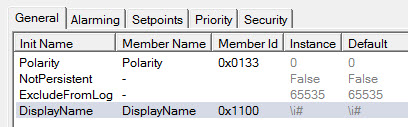 General Alarming Setpoints Priority Security
Init Name Member Name Member Id Instance Default
Polarity Polarity 0x0133 0 0
NotPersistent - False False
ExcludeFromLog - 65535 65535
DisplayName DisplayName 0x1100 \i# \i#